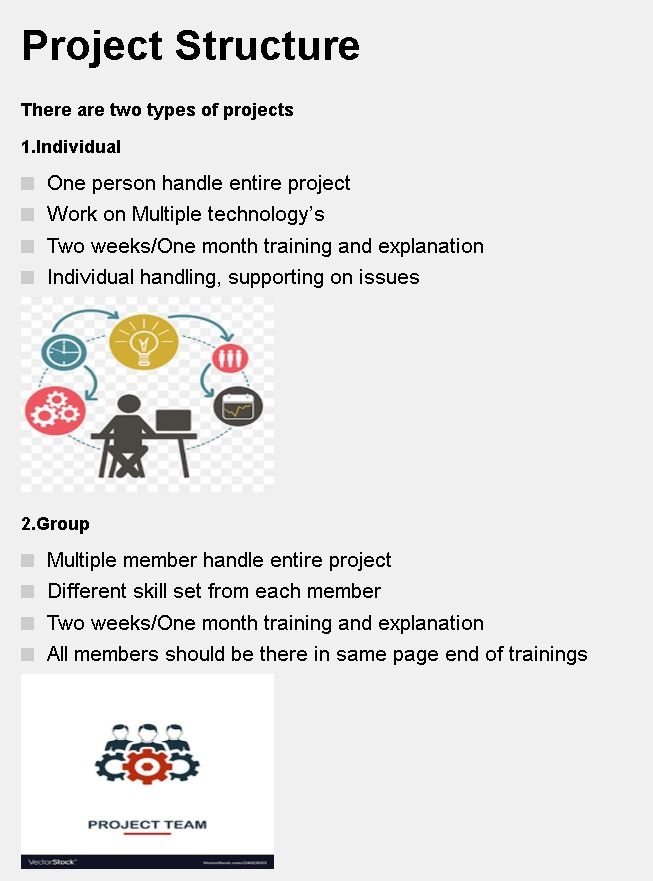 Project Structure
There are two types of projects
1.Individual
One person handle entire project
Work on Multiple technology’s
Two weeks/One month training and explanation
Individual handling, supporting on issues
2.Group
Multiple member handle entire project
Different skill set from each member
Two weeks/One month training and explanation
All members should be there in same page end of trainings
PROJECT TEAM
VectorStock